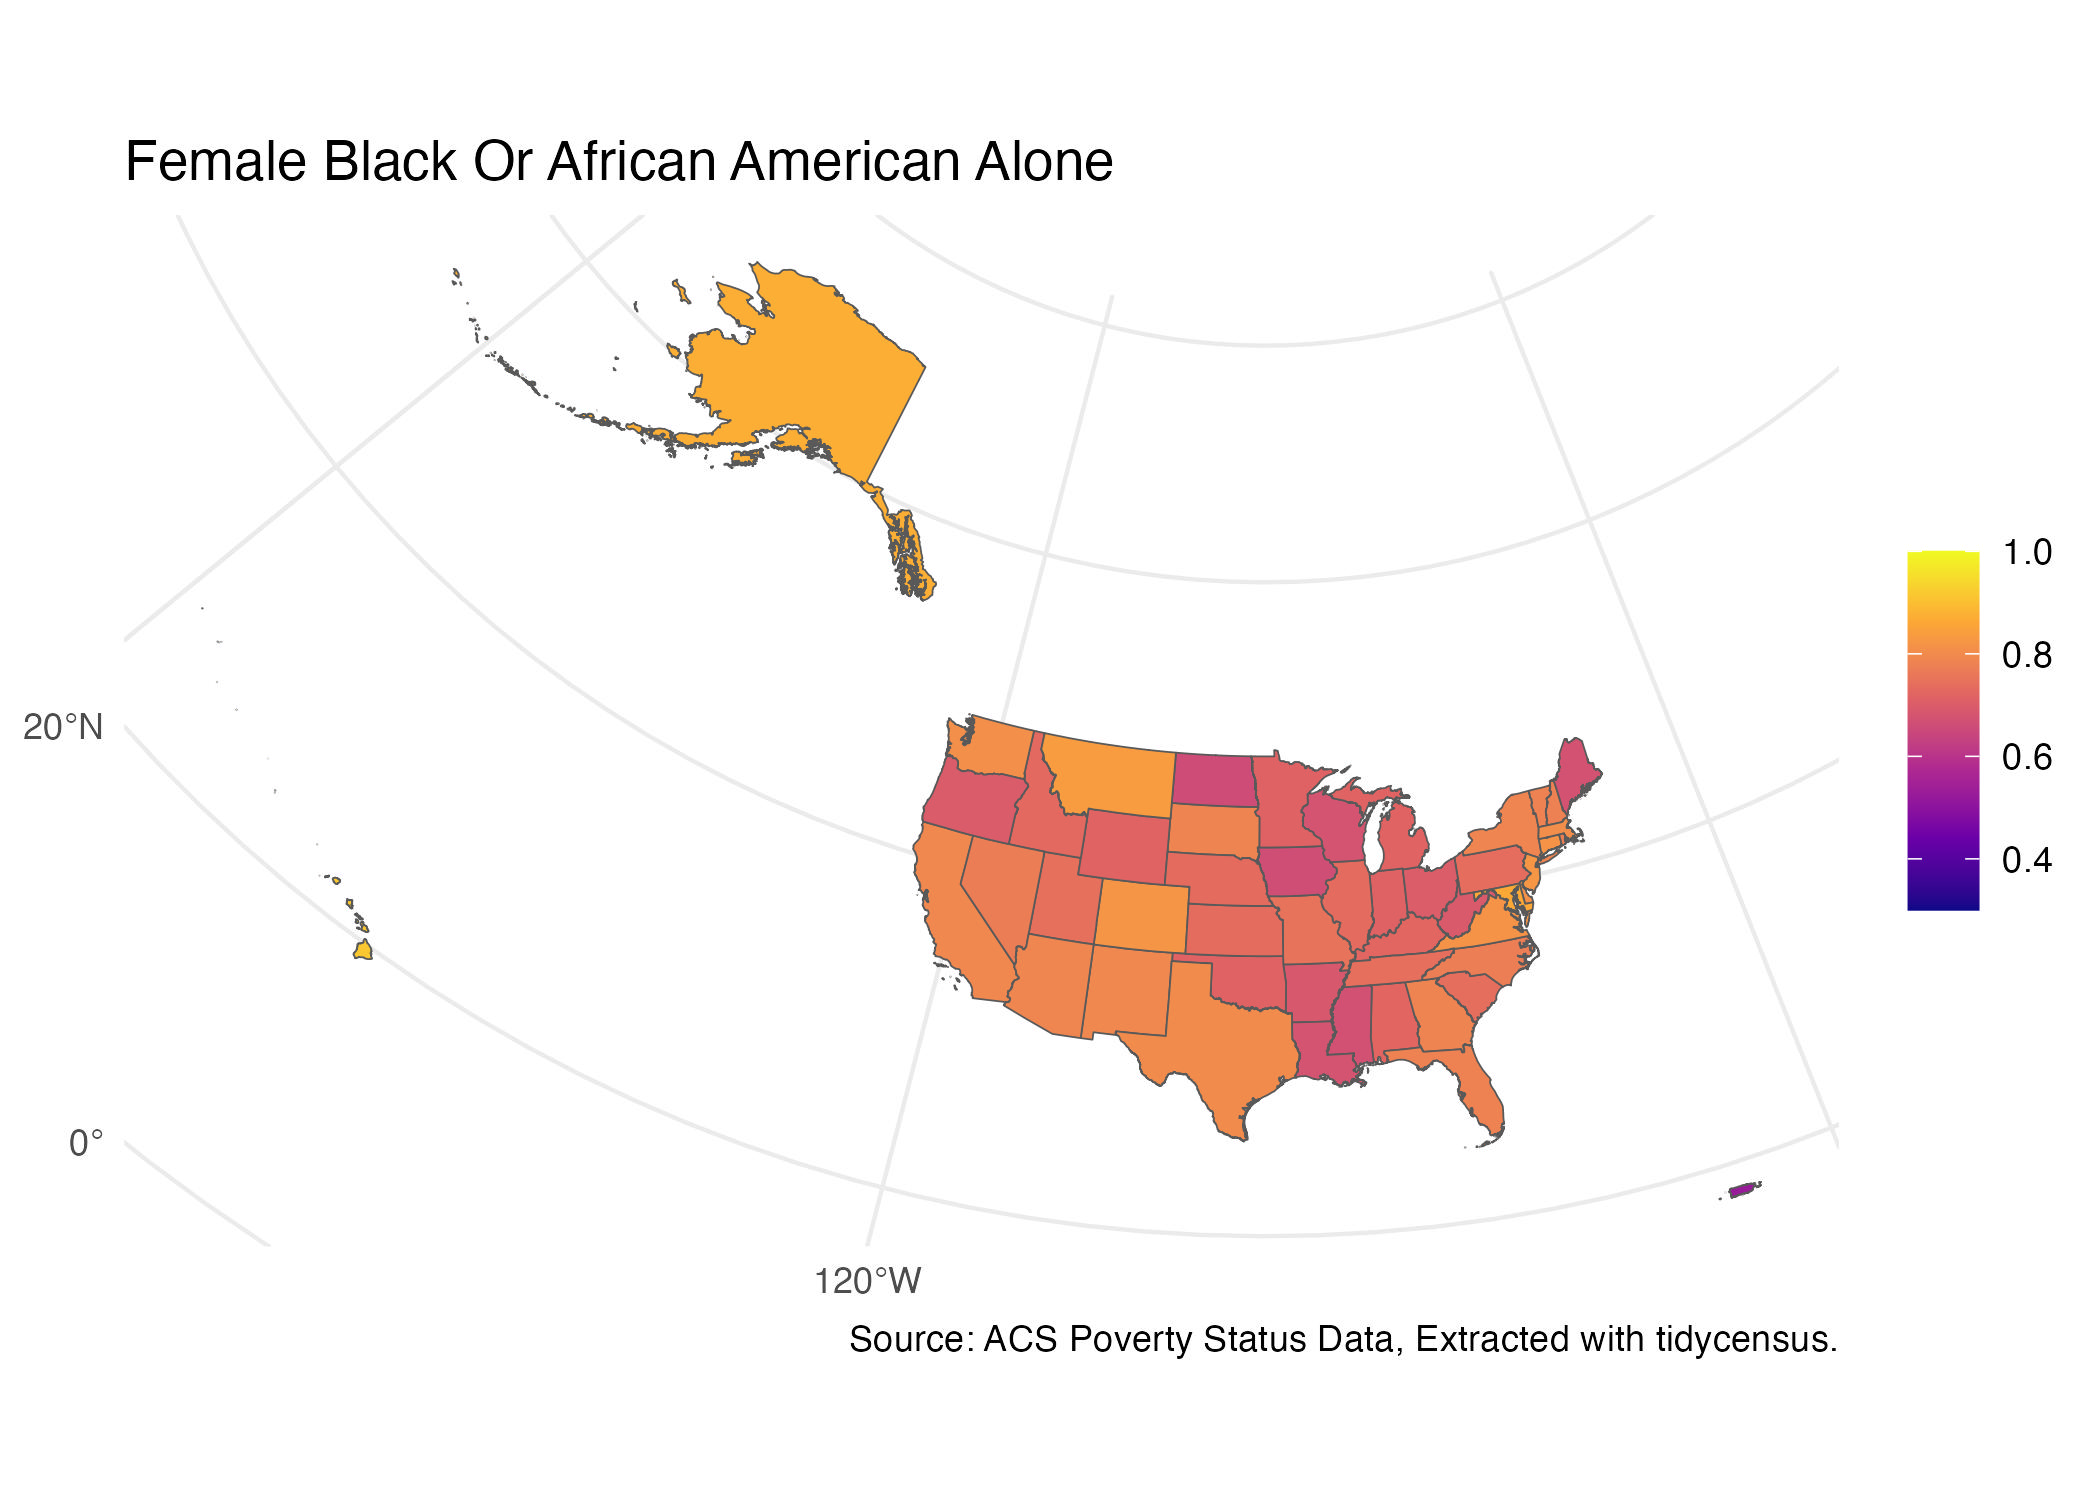 Female Black Or African American Alone
1.0
0.8
0.6
0.4
20°N
0°
120°W
Source: ACS Poverty Status Data, Extracted with tidycensus.